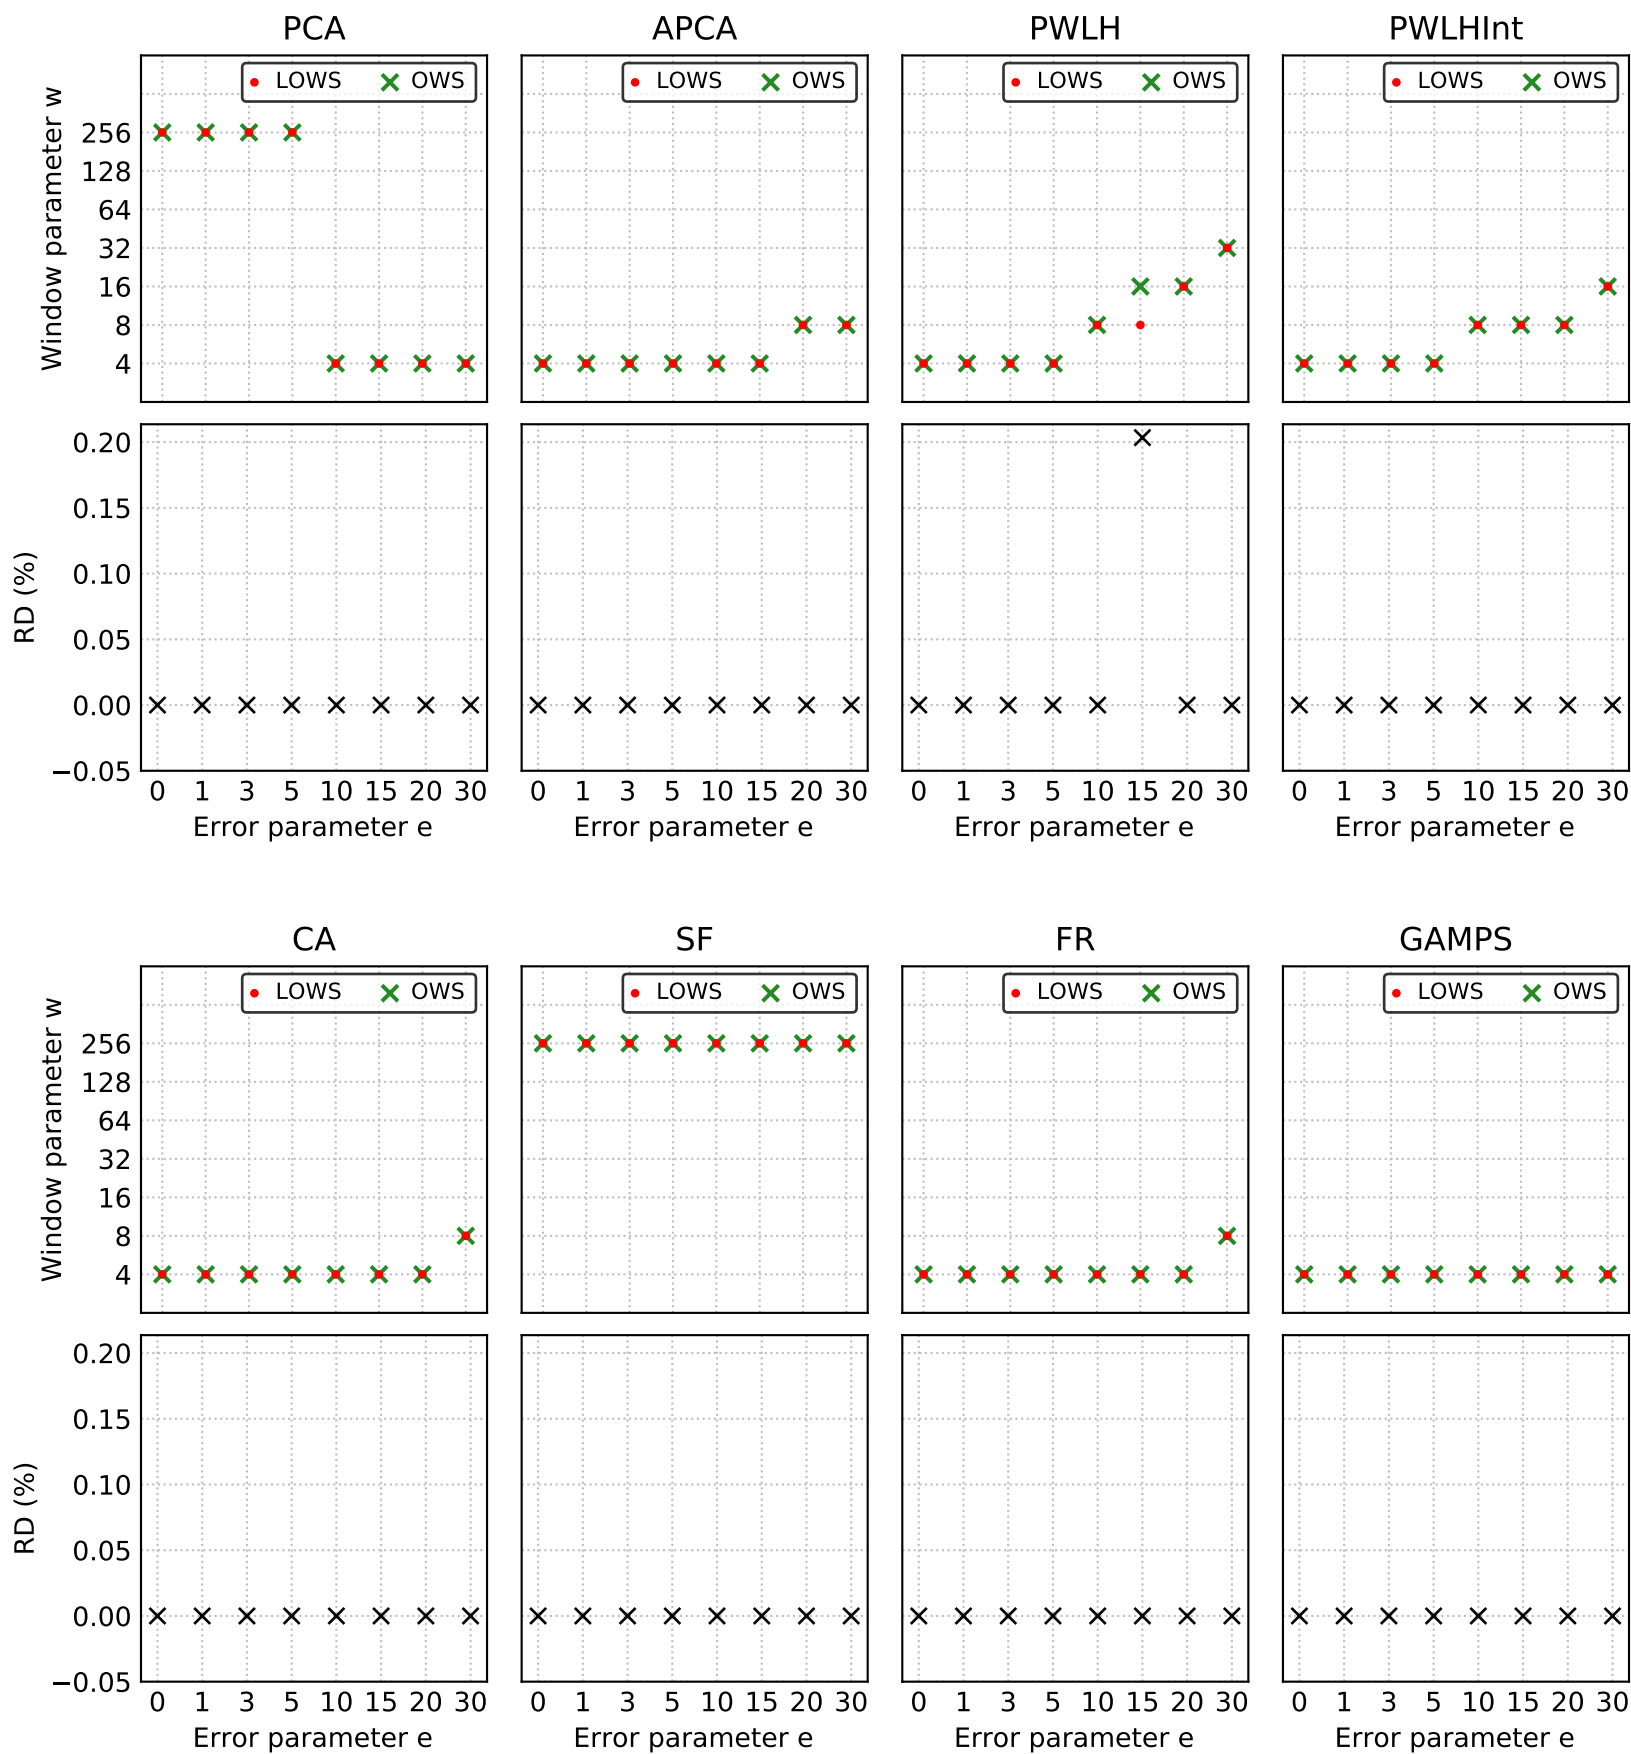 PCA APCA PWLH PWLHInt
LOWS OWS LOWS OWS LOWS OWS LOWS OWS
Window parameter w
256
128
64
32
16
8
4
RD (%)
0.20
0.15
0.10
0.05
0.00
−0.05
0 1 3 5 10 15 20 30 0 1 3 5 10 15 20 30 0 1 3 5 10 15 20 30 0 1 3 5 10 15 20 30
Error parameter e Error parameter e Error parameter e Error parameter e
CA SF FR GAMPS
LOWS OWS LOWS OWS LOWS OWS LOWS OWS
Window parameter w
256
128
64
32
16
8
4
RD (%)
0.20
0.15
0.10
0.05
0.00
−0.05
0 1 3 5 10 15 20 30 0 1 3 5 10 15 20 30 0 1 3 5 10 15 20 30 0 1 3 5 10 15 20 30
Error parameter e Error parameter e Error parameter e Error parameter e